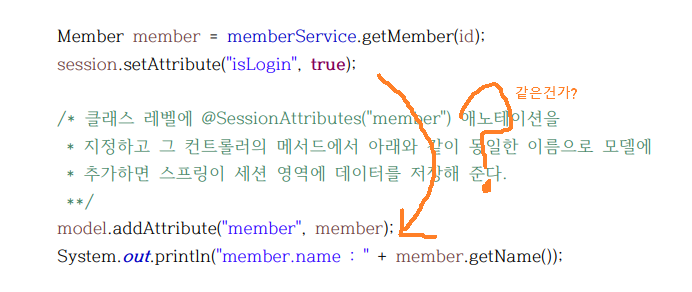 Member member = memberService.getMember(id);
session.setAttribute("isLogin", true);
같은건가?
/* 클래스 레벨에 @SessionAttributes("member") 애노테이션을
* 지정하고 그 컨트롤러의 메서드에서 아래와 같이 동일한 이름으로 모델에
* 추가하면 스프링이 세션 영역에 데이터를 저장해 준다.
**/
model.addAttribute("member", member);
System.out.println("member.name : " + member.getName());